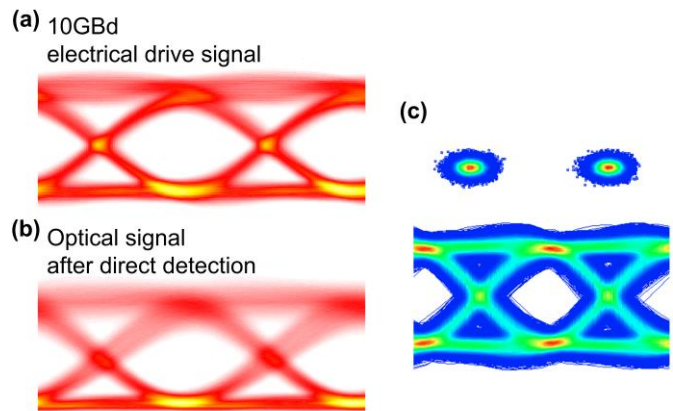 (a) 10GBd
electrical drive signal
(b) Optical signal
after direct detection
(c)